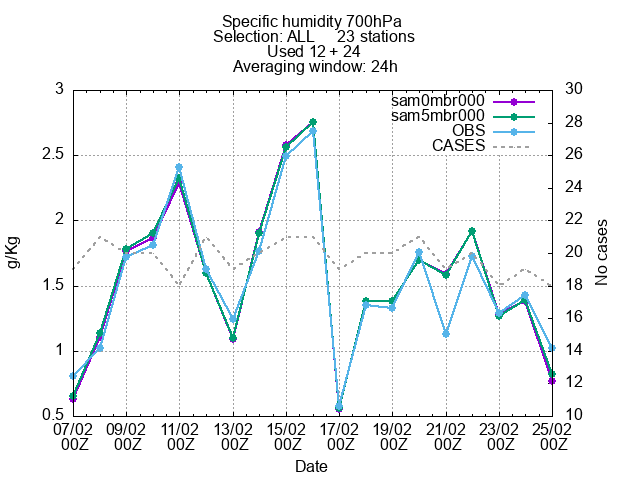 Specific humidity 700hPa
Selection: ALL 23 stations
Used 12 + 24
Averaging window: 24h
sam0mbr000
sam5mbr000
OBS
CASES
3
2.5
2
1.5
1
0.5
g/Kg
30
28
26
24
22
20
18
16
14
12
10
No cases
07/02 09/02 11/02 13/02 15/02 17/02 19/02 21/02 23/02 25/02
00Z 00Z 00Z 00Z 00Z 00Z 00Z 00Z 00Z 00Z
Date